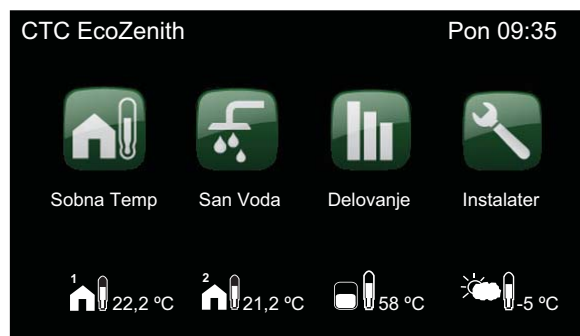 CTC EcoZenith Pon 09:35
Sobna Temp San Voda Delovanje Instalater
1 22,2 ºC 2 21,2 ºC 58 ºC -5 ºC